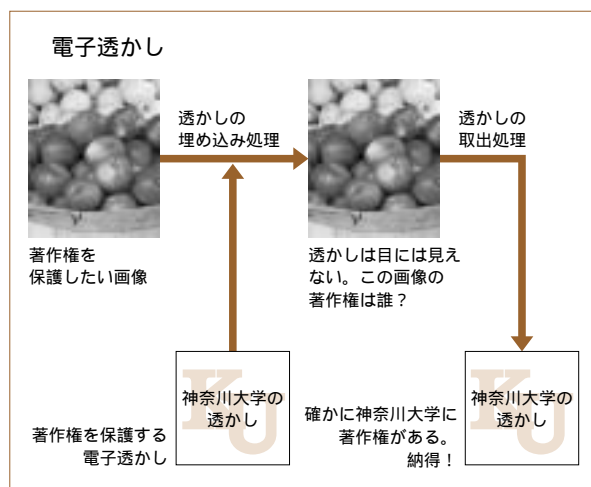 電子透かし
透かしの
埋め込み処理
透かしの
取出処理
著作権を
保護したい画像
透かしは目には見え
ない。この画像の
著作権は誰？
KU
神奈川大学の
透かし
著作権を保護する
電子透かし
KU
神奈川大学の
透かし
確かに神奈川大学に
著作権がある。
納得！